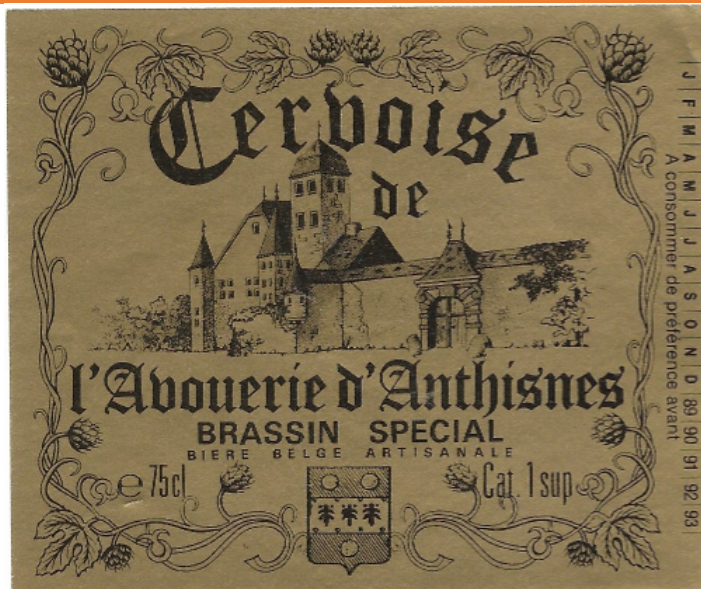 Cervoise
de
l'Avouerie d'Anthisnes
BRASSIN SPECIAL
BIERE BELGE ARTISANALE
e 75cl
Cat. 1 sup
J F M A M J J A S O N D 89 90 91 92 93
A consommer de préférence avant